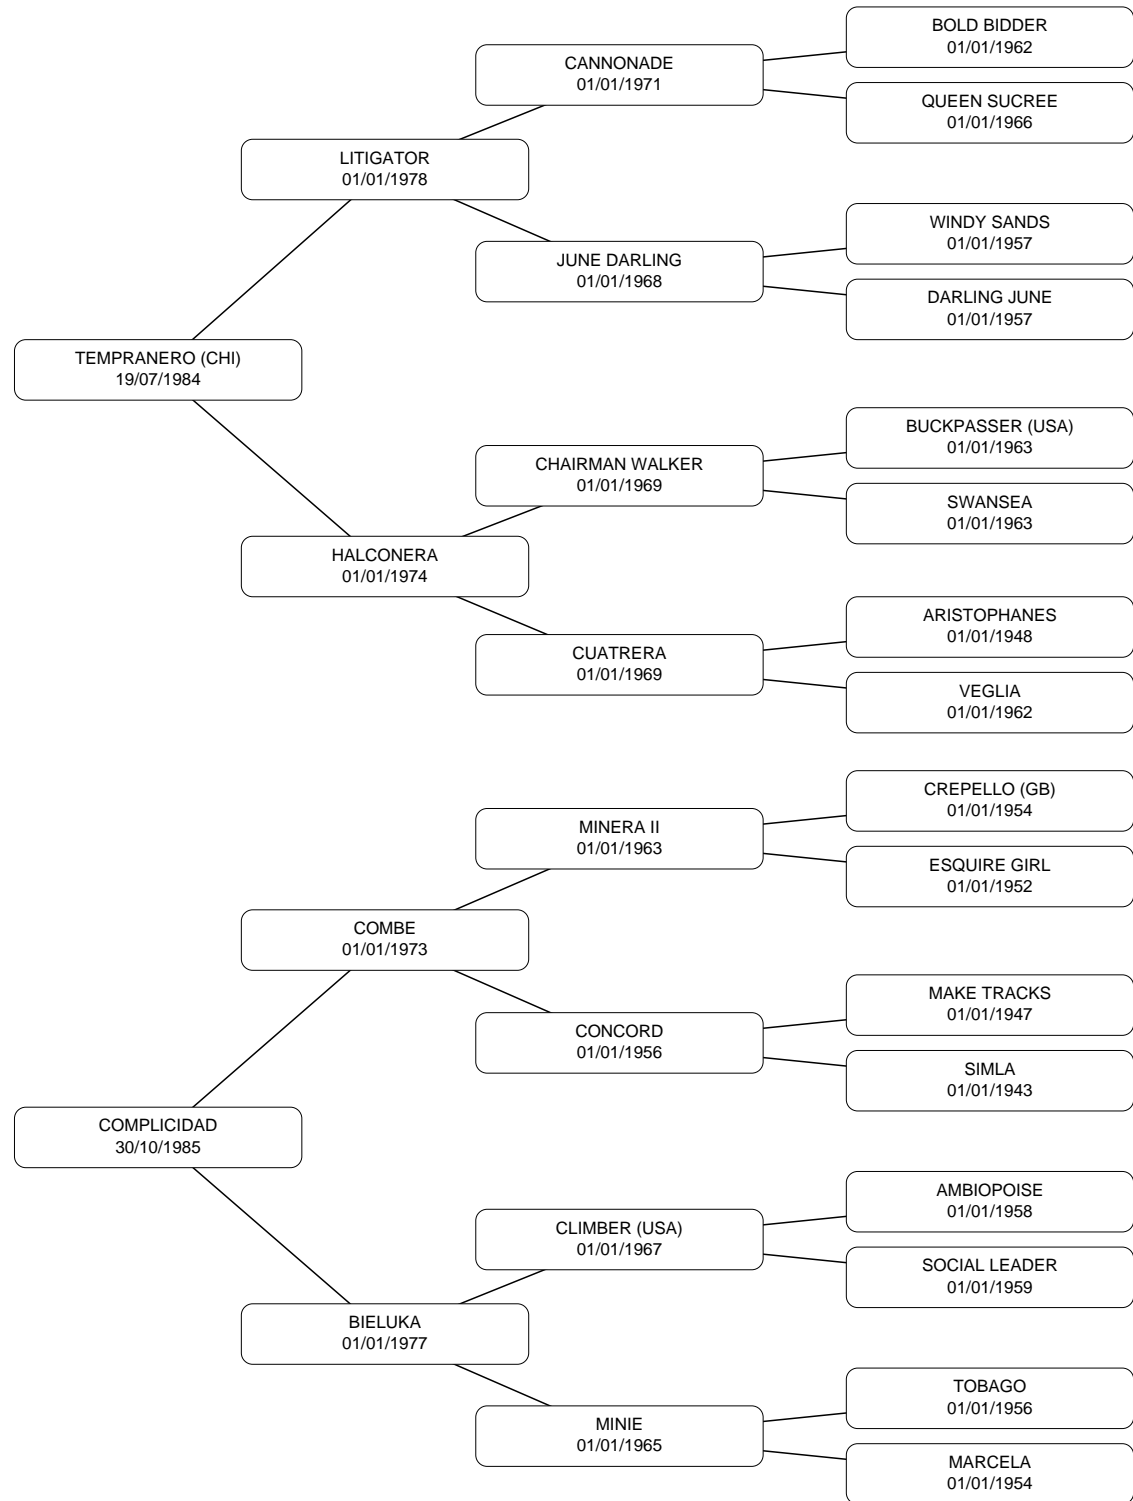 BOLD BIDDER
01/01/1962
CANNONADE
01/01/1971
QUEEN SUCREE
01/01/1966
LITIGATOR
01/01/1978
WINDY SANDS
01/01/1957
JUNE DARLING
01/01/1968
DARLING JUNE
01/01/1957
TEMPRANERO (CHI)
19/07/1984
BUCKPASSER (USA)
01/01/1963
CHAIRMAN WALKER
01/01/1969
SWANSEA
01/01/1963
HALCONERA
01/01/1974
ARISTOPHANES
01/01/1948
CUATRERA
01/01/1969
VEGLIA
01/01/1962
CREPELLO (GB)
01/01/1954
MINERA II
01/01/1963
ESQUIRE GIRL
01/01/1952
COMBE
01/01/1973
MAKE TRACKS
01/01/1947
CONCORD
01/01/1956
SIMLA
01/01/1943
COMPLICIDAD
30/10/1985
AMBIOPOISE
01/01/1958
CLIMBER (USA)
01/01/1967
SOCIAL LEADER
01/01/1959
BIELUKA
01/01/1977
TOBAGO
01/01/1956
MINIE
01/01/1965
MARCELA
01/01/1954